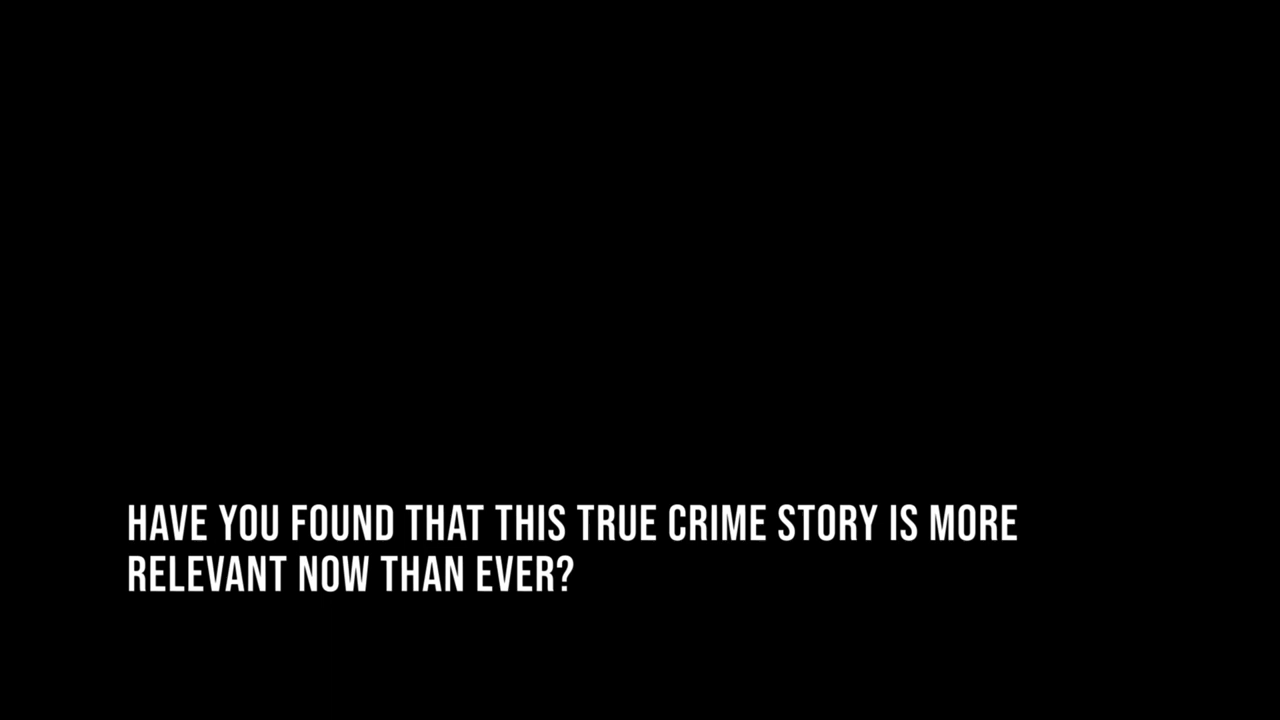 HAVE YOU FOUND THAT THIS TRUE CRIME STORY IS MORE
RELEVANT NOW THAN EVER?